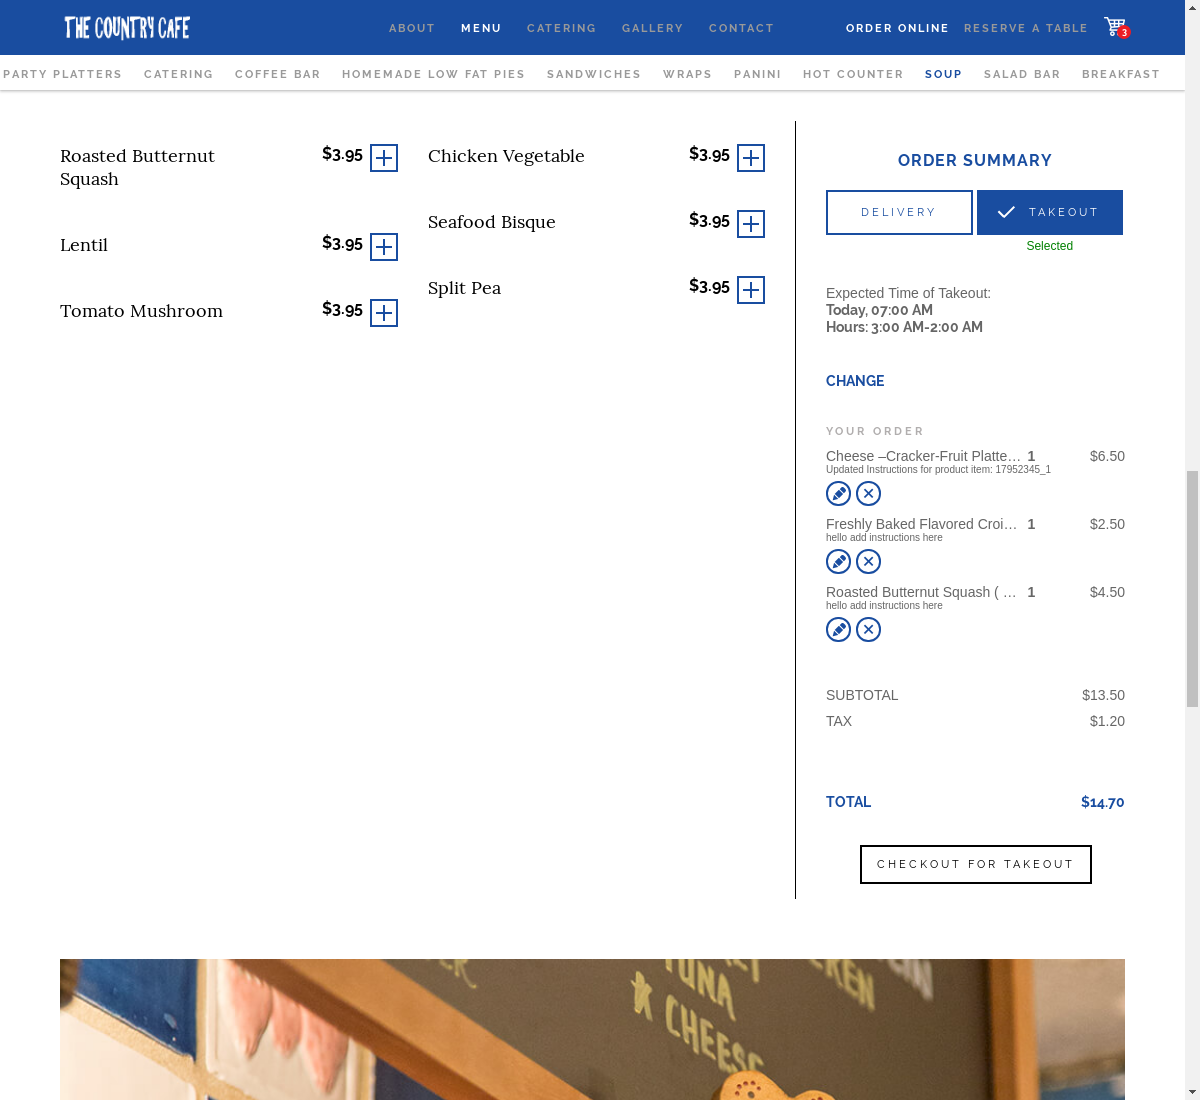 THE COUNTRY CAFE
ABOUT MENU CATERING GALLERY CONTACT ORDER ONLINE RESERVE A TABLE 3
PARTY PLATTERS CATERING COFFEE BAR HOMEMADE LOW FAT PIES SANDWICHES WRAPS PANINI HOT COUNTER SOUP SALAD BAR BREAKFAST
Roasted Butternut Squash $3.95
Lentil $3.95
Tomato Mushroom $3.95
Chicken Vegetable $3.95
Seafood Bisque $3.95
Split Pea $3.95
ORDER SUMMARY
DELIVERY TAKEOUT
Selected
Expected Time of Takeout:
Today, 07:00 AM
Hours: 3:00 AM-2:00 AM
CHANGE
YOUR ORDER
Cheese –Cracker-Fruit Platte… 1 $6.50
Updated Instructions for product item: 17952345_1
Freshly Baked Flavored Croi… 1 $2.50
hello add instructions here
Roasted Butternut Squash ( … 1 $4.50
hello add instructions here
SUBTOTAL $13.50
TAX $1.20
TOTAL $14.70
CHECKOUT FOR TAKEOUT
TUNA
CHEESE